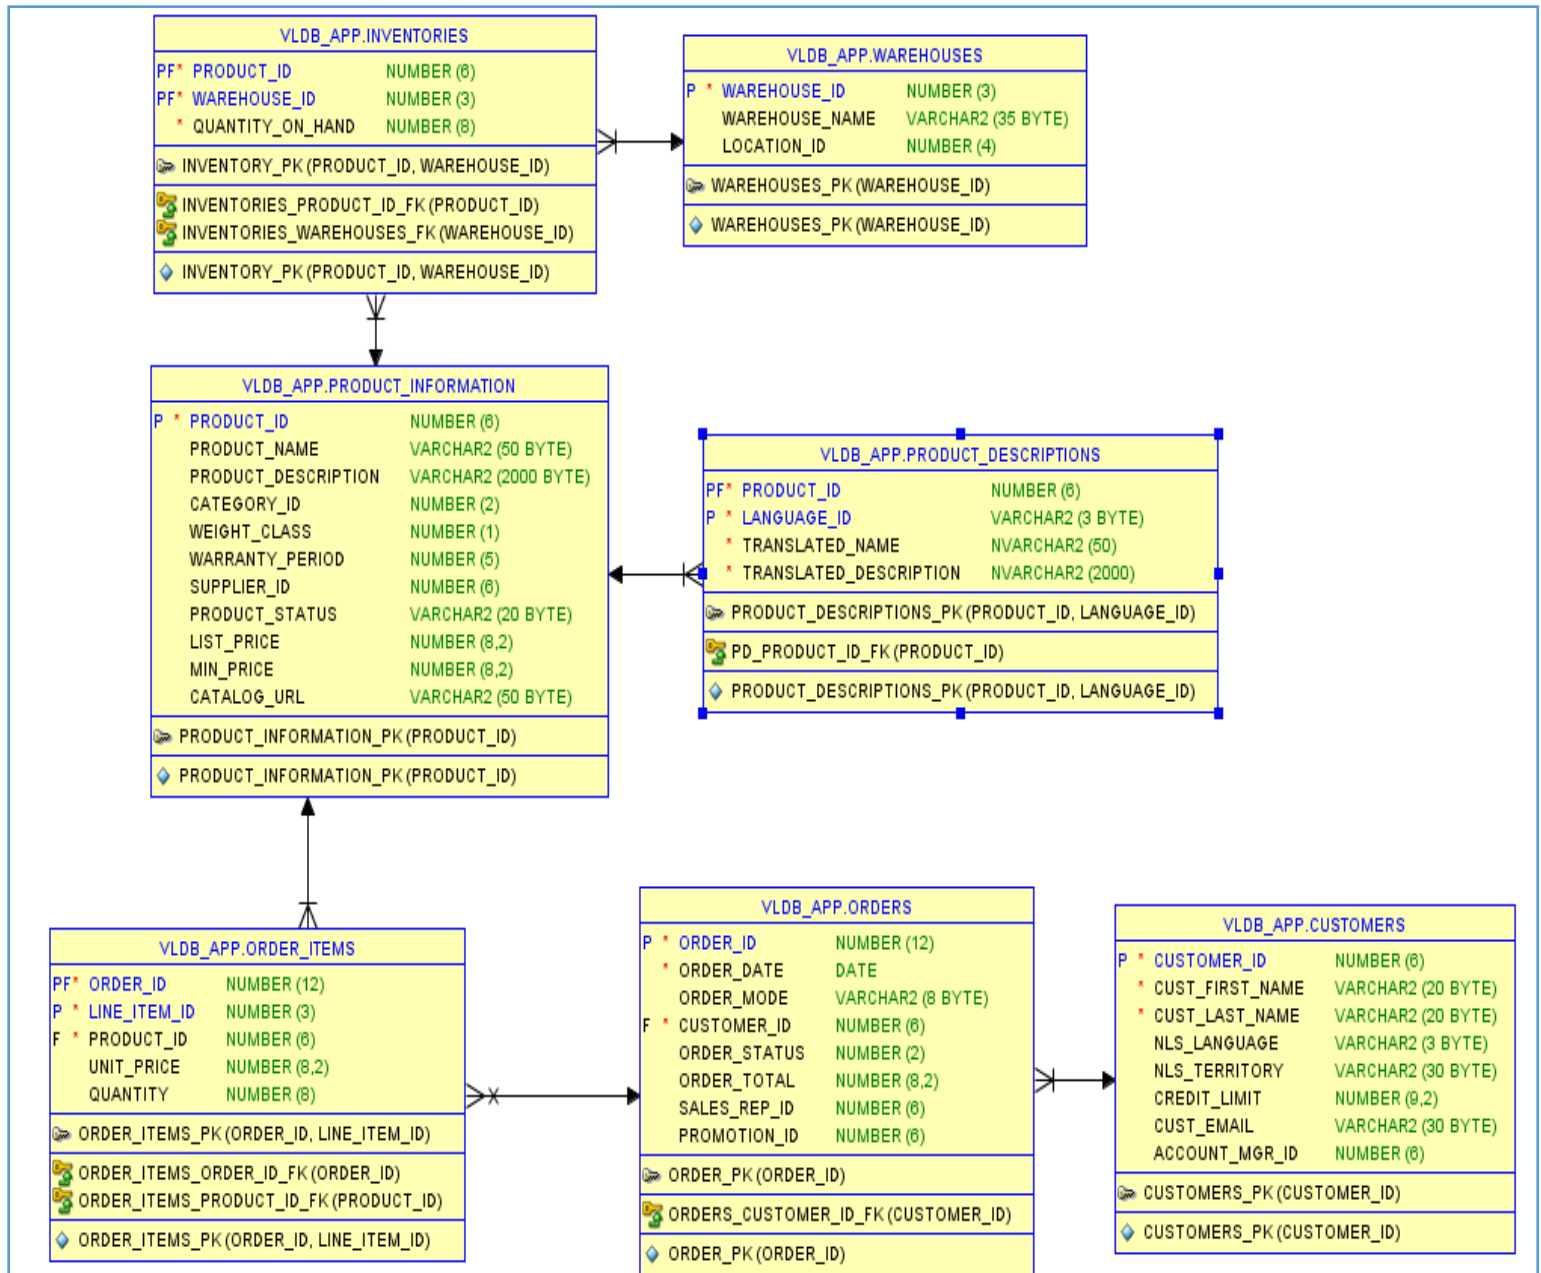 VLDB_APP.INVENTORIES
PF* PRODUCT_ID NUMBER (6)
PF* WAREHOUSE_ID NUMBER (3)
* QUANTITY_ON_HAND NUMBER (8)
INVENTORY_PK (PRODUCT_ID, WAREHOUSE_ID)
INVENTORIES_PRODUCT_ID_FK (PRODUCT_ID)
INVENTORIES_WAREHOUSES_FK (WAREHOUSE_ID)
INVENTORY_PK (PRODUCT_ID, WAREHOUSE_ID)
VLDB_APP.WAREHOUSES
P * WAREHOUSE_ID NUMBER (3)
WAREHOUSE_NAME VARCHAR2 (35 BYTE)
LOCATION_ID NUMBER (4)
WAREHOUSES_PK (WAREHOUSE_ID)
WAREHOUSES_PK (WAREHOUSE_ID)
VLDB_APP.PRODUCT_INFORMATION
P * PRODUCT_ID NUMBER (6)
PRODUCT_NAME VARCHAR2 (50 BYTE)
PRODUCT_DESCRIPTION VARCHAR2 (2000 BYTE)
CATEGORY_ID NUMBER (2)
WEIGHT_CLASS NUMBER (1)
WARRANTY_PERIOD NUMBER (5)
SUPPLIER_ID NUMBER (6)
PRODUCT_STATUS VARCHAR2 (20 BYTE)
LIST_PRICE NUMBER (8,2)
MIN_PRICE NUMBER (8,2)
CATALOG_URL VARCHAR2 (50 BYTE)
PRODUCT_INFORMATION_PK (PRODUCT_ID)
PRODUCT_INFORMATION_PK (PRODUCT_ID)
VLDB_APP.PRODUCT_DESCRIPTIONS
PF* PRODUCT_ID NUMBER (6)
P * LANGUAGE_ID VARCHAR2 (3 BYTE)
* TRANSLATED_NAME NVARCHAR2 (50)
* TRANSLATED_DESCRIPTION NVARCHAR2 (2000)
PRODUCT_DESCRIPTIONS_PK (PRODUCT_ID, LANGUAGE_ID)
PD_PRODUCT_ID_FK (PRODUCT_ID)
PRODUCT_DESCRIPTIONS_PK (PRODUCT_ID, LANGUAGE_ID)
VLDB_APP.ORDER_ITEMS
PF* ORDER_ID NUMBER (12)
P * LINE_ITEM_ID NUMBER (3)
F * PRODUCT_ID NUMBER (6)
UNIT_PRICE NUMBER (8,2)
QUANTITY NUMBER (8)
ORDER_ITEMS_PK (ORDER_ID, LINE_ITEM_ID)
ORDER_ITEMS_ORDER_ID_FK (ORDER_ID)
ORDER_ITEMS_PRODUCT_ID_FK (PRODUCT_ID)
ORDER_ITEMS_PK (ORDER_ID, LINE_ITEM_ID)
VLDB_APP.ORDERS
P * ORDER_ID NUMBER (12)
* ORDER_DATE DATE
ORDER_MODE VARCHAR2 (8 BYTE)
F * CUSTOMER_ID NUMBER (6)
ORDER_STATUS NUMBER (2)
ORDER_TOTAL NUMBER (8,2)
SALES_REP_ID NUMBER (6)
PROMOTION_ID NUMBER (6)
ORDER_PK (ORDER_ID)
ORDERS_CUSTOMER_ID_FK (CUSTOMER_ID)
ORDER_PK (ORDER_ID)
VLDB_APP.CUSTOMERS
P * CUSTOMER_ID NUMBER (6)
* CUST_FIRST_NAME VARCHAR2 (20 BYTE)
* CUST_LAST_NAME VARCHAR2 (20 BYTE)
NLS_LANGUAGE VARCHAR2 (3 BYTE)
NLS_TERRITORY VARCHAR2 (30 BYTE)
CREDIT_LIMIT NUMBER (9,2)
CUST_EMAIL VARCHAR2 (30 BYTE)
ACCOUNT_MGR_ID NUMBER (6)
CUSTOMERS_PK (CUSTOMER_ID)
CUSTOMERS_PK (CUSTOMER_ID)